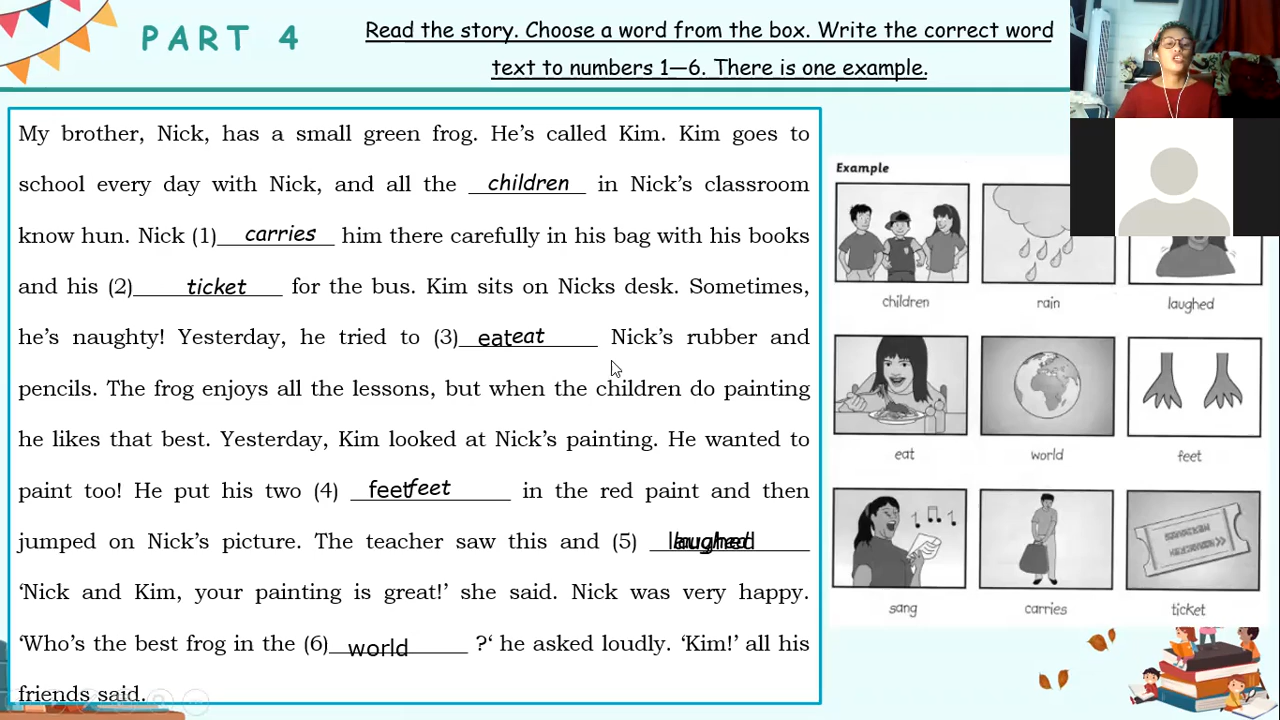 PART 4
Read the story. Choose a word from the box. Write the correct word
text to numbers 1—6. There is one example.
My brother, Nick, has a small green frog. He's called Kim. Kim goes to
school every day with Nick, and all the children in Nick's classroom
know hun. Nick (1) carries him there carefully in his bag with his books
and his (2) ticket for the bus. Kim sits on Nicks desk. Sometimes,
he's naughty! Yesterday, he tried to (3) eat eat Nick's rubber and
pencils. The frog enjoys all the lessons, but when the children do painting
he likes that best. Yesterday, Kim looked at Nick's painting. He wanted to
paint too! He put his two (4) feet feet in the red paint and then
jumped on Nick's picture. The teacher saw this and (5) laughed laughed
‘Nick and Kim, your painting is great!’ she said. Nick was very happy.
‘Who's the best frog in the (6) world ?‘ he asked loudly. ‘Kim!’ all his
friends said.
Example
children rain laughed
eat world feet
sang carries ticket